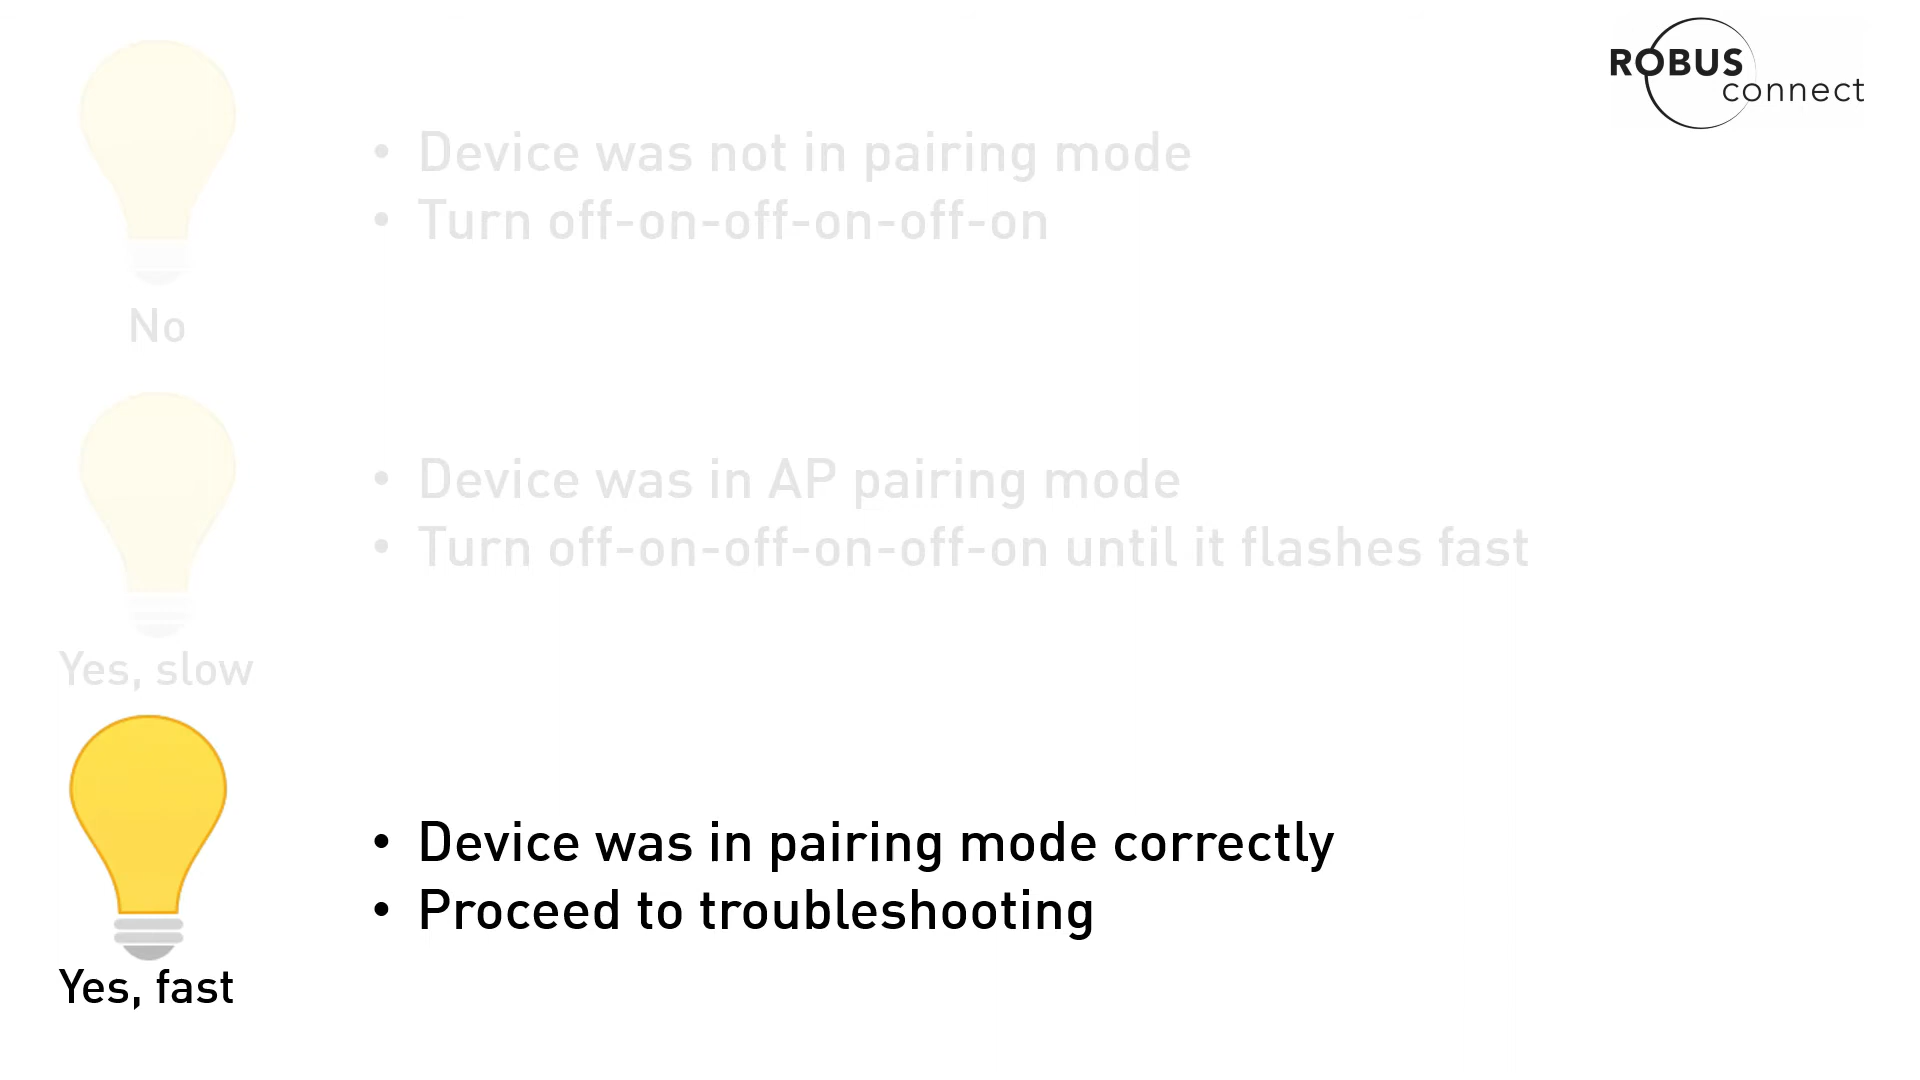 ROBUS
connect
• Device was not in pairing mode
• Turn off-on-off-on-off-on
No
• Device was in AP pairing mode
• Turn off-on-off-on-off-on until it flashes fast
Yes, slow
• Device was in pairing mode correctly
• Proceed to troubleshooting
Yes, fast